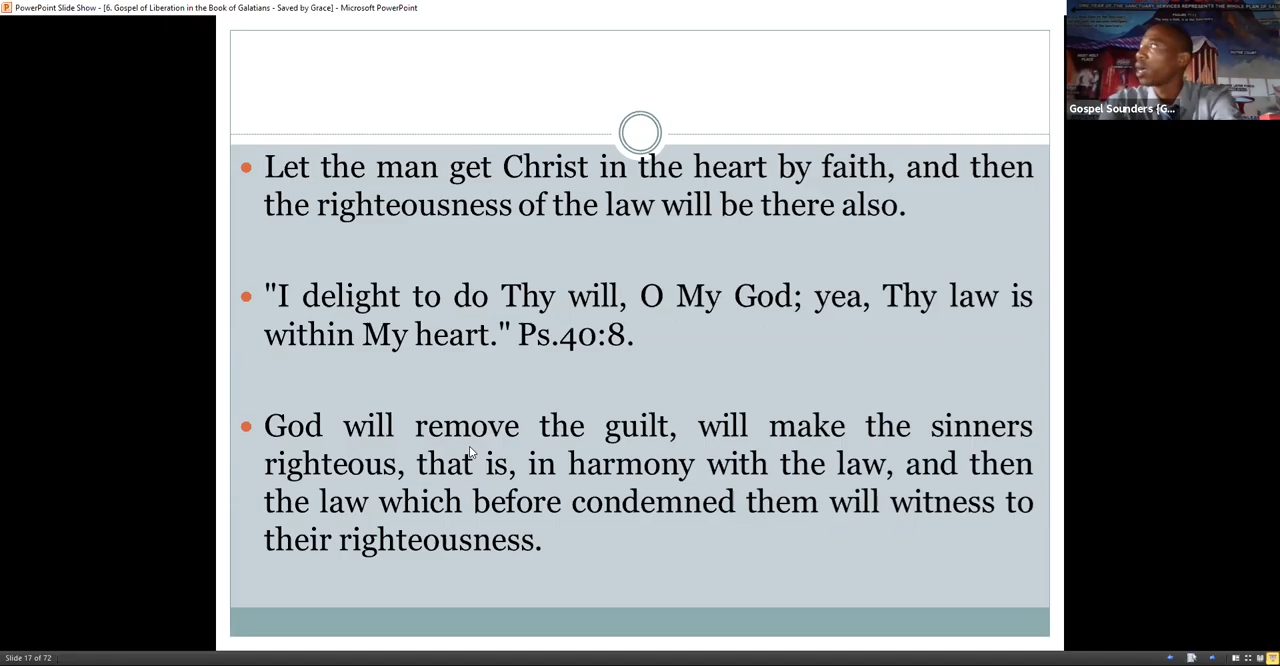 PowerPoint Slide Show - [6. Gospel of Liberation in the Book of Galatians - Saved by Grace] - Microsoft PowerPoint
Let the man get Christ in the heart by faith, and then
the righteousness of the law will be there also.
"I delight to do Thy will, O My God; yea, Thy law is
within My heart." Ps.40:8.
God will remove the guilt, will make the sinners
righteous, that is, in harmony with the law, and then
the law which before condemned them will witness to
their righteousness.
Gospel Sounders {G...
Slide 17 of 72